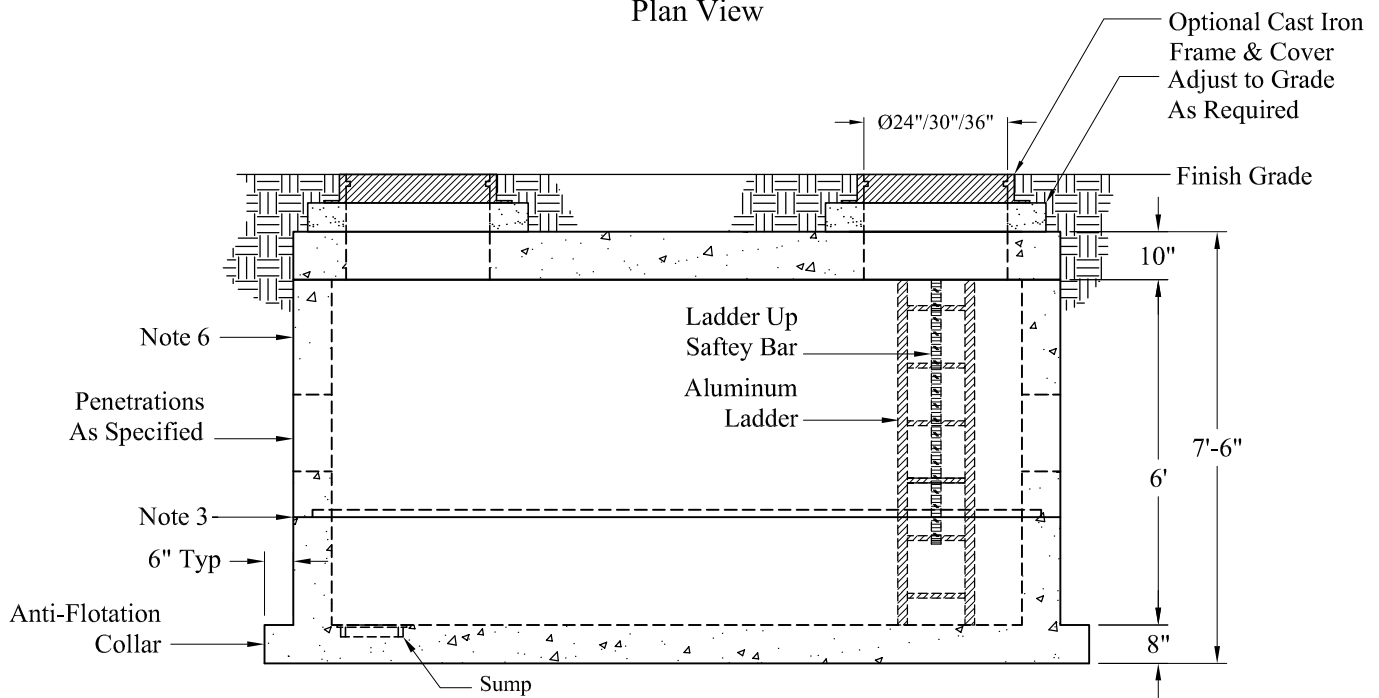 Plan View
Optional Cast Iron
Frame & Cover
Adjust to Grade
As Required
Ø24"/30"/36"
Finish Grade
10"
Note 6
Ladder Up
Saftey Bar
Penetrations
As Specified
Aluminum
Ladder
7'-6"
6'
Note 3
6" Typ
Anti-Flotation
Collar
8"
Sump